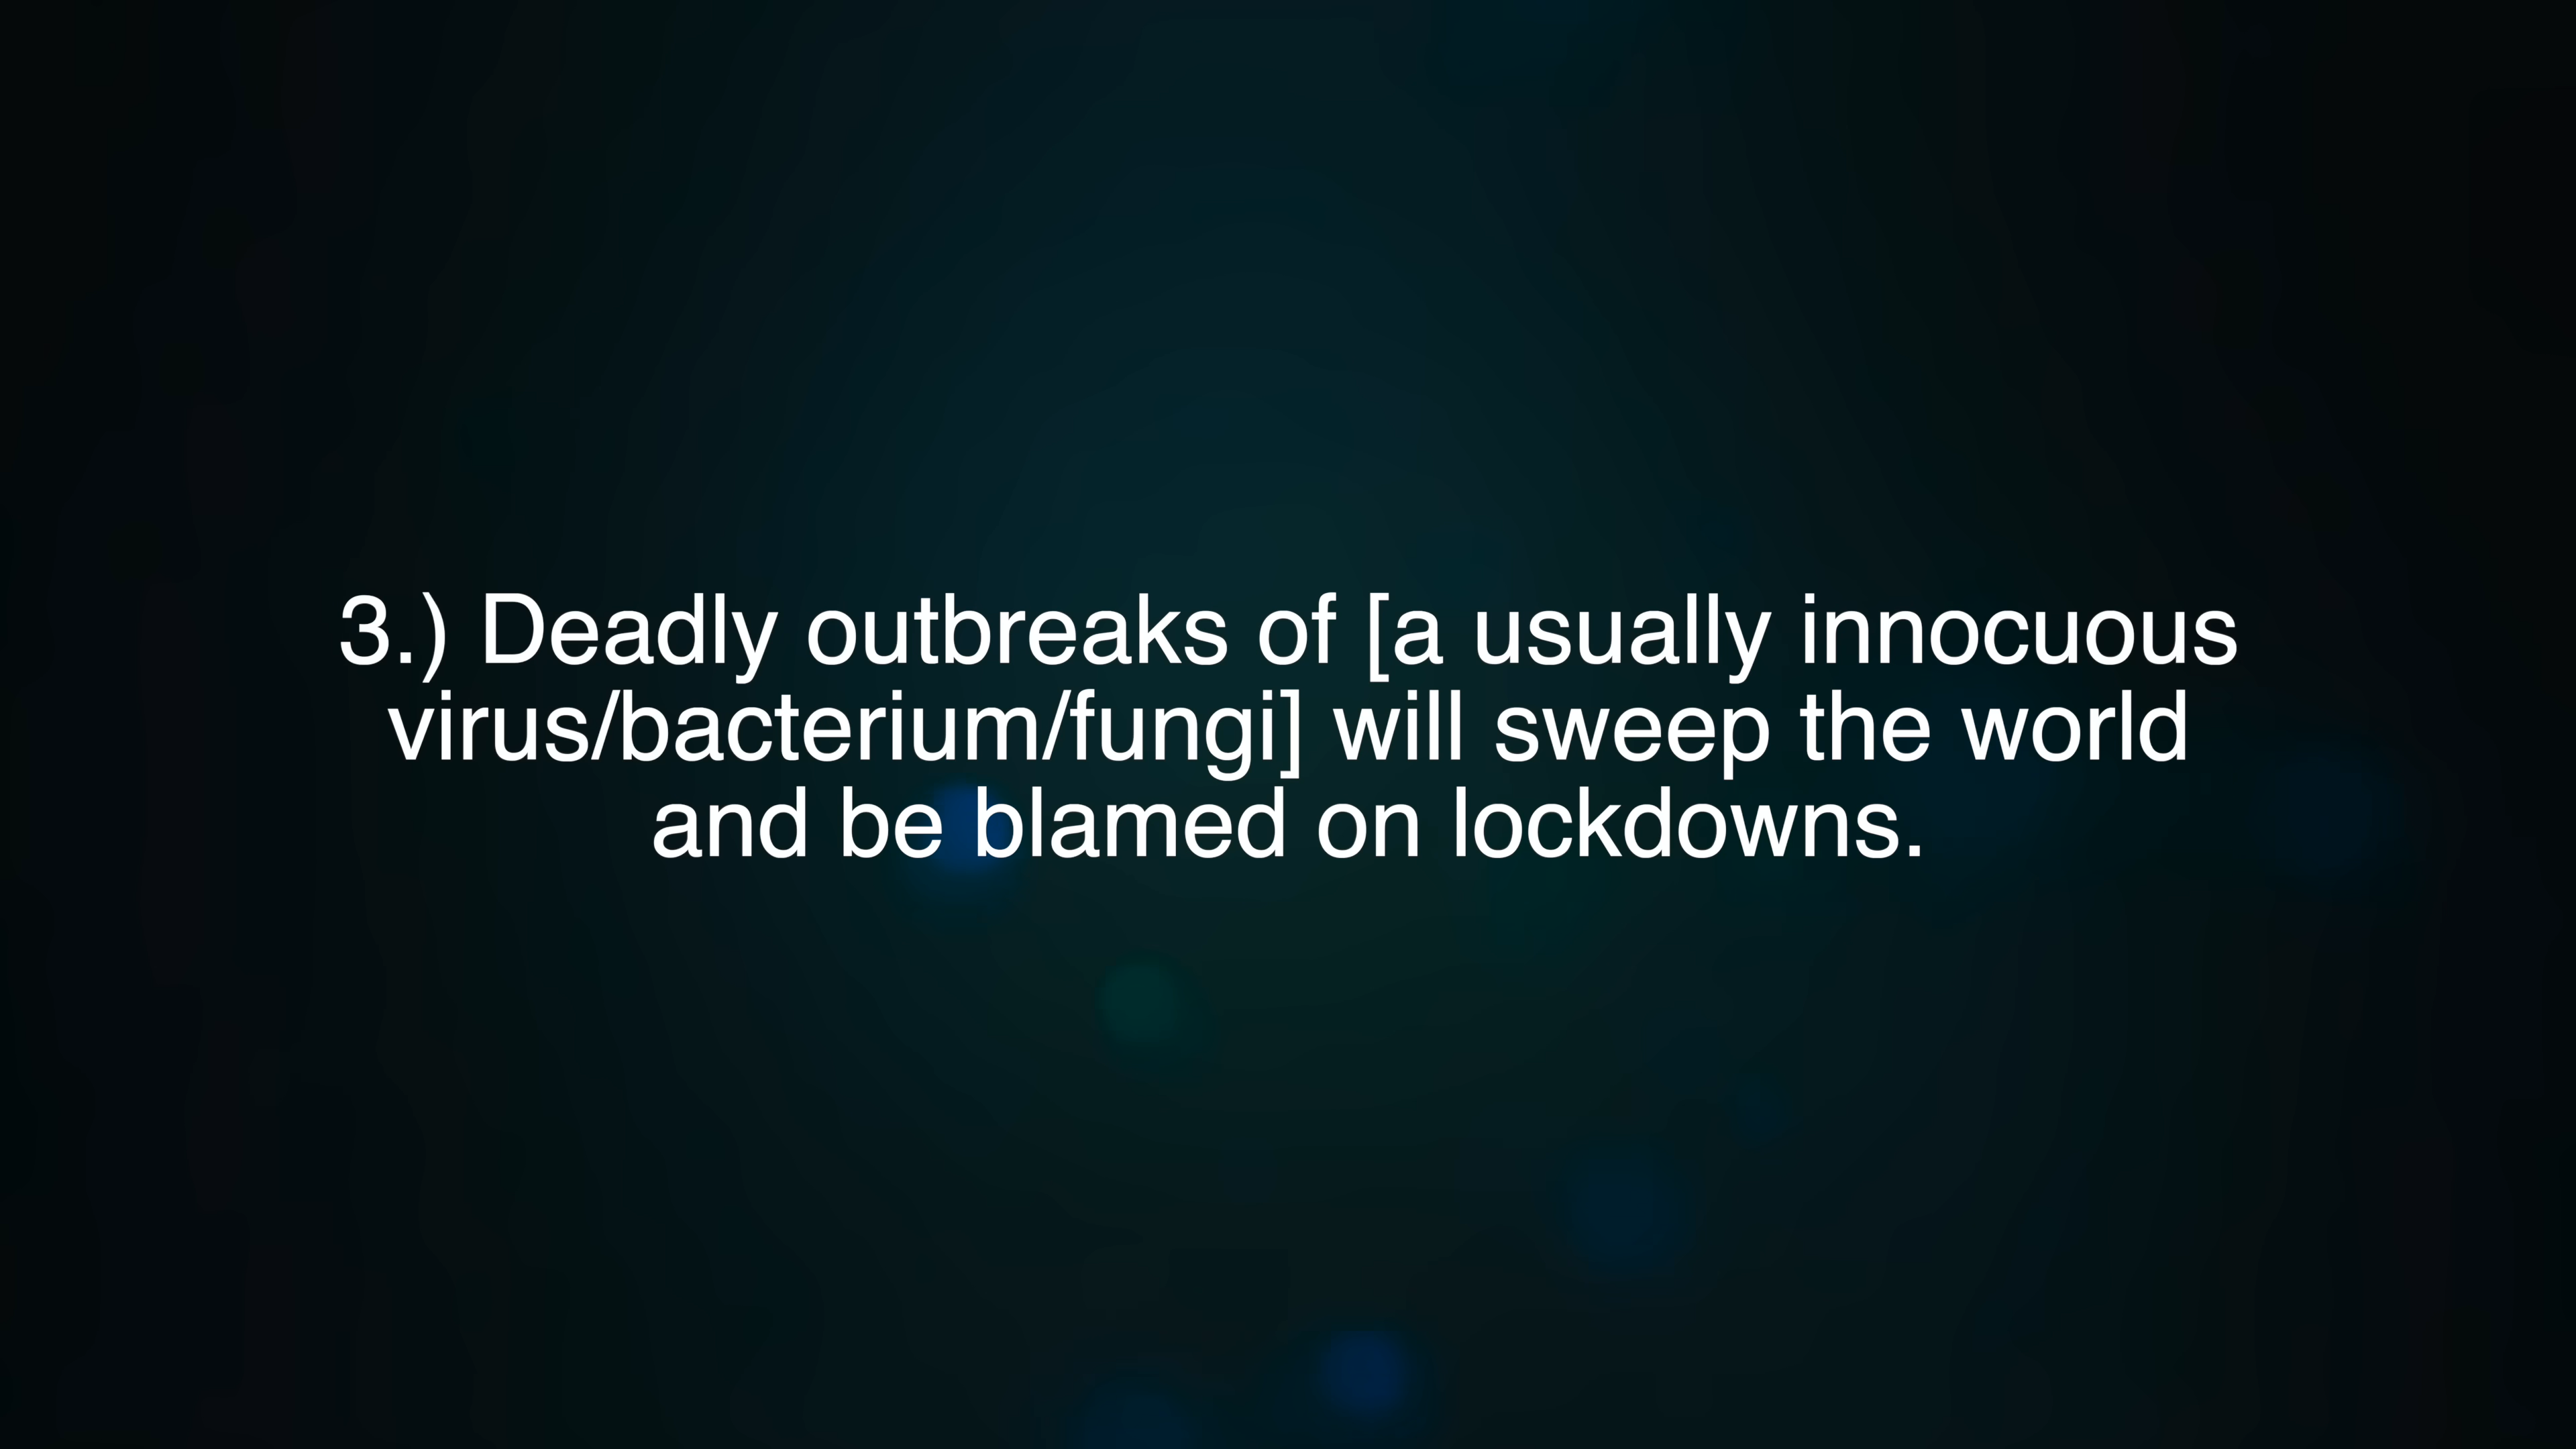 3.) Deadly outbreaks of [a usually innocuous
virus/bacterium/fungi] will sweep the world
and be blamed on lockdowns.